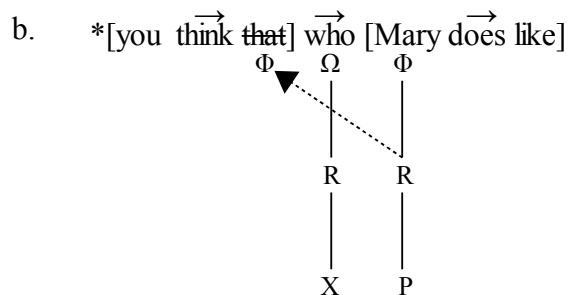 b. *[you think that] who [Mary does like]
Φ Ω Φ
R R
X P